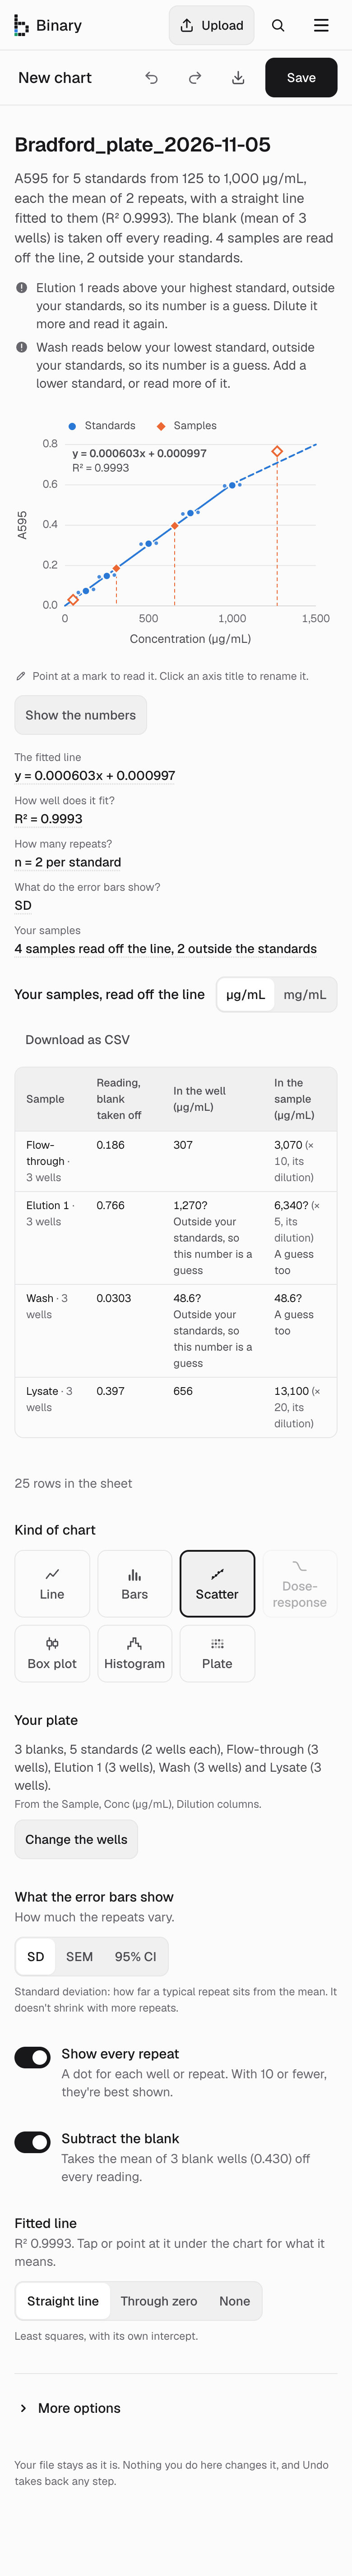 Binary
Upload
New chart
Save
Bradford_plate_2026-11-05
A595 for 5 standards from 125 to 1,000 µg/mL,
each the mean of 2 repeats, with a straight line
fitted to them (R² 0.9993). The blank (mean of 3
wells) is taken off every reading. 4 samples are read
off the line, 2 outside your standards.
Elution 1 reads above your highest standard, outside
your standards, so its number is a guess. Dilute it
more and read it again.
Wash reads below your lowest standard, outside
your standards, so its number is a guess. Add a
lower standard, or read more of it.
Standards
Samples
0.8
y = 0.000603x + 0.000997
R² = 0.9993
0.6
A595
0.4
0.2
0.0
0
500
1,000
1,500
Concentration (µg/mL)
Point at a mark to read it. Click an axis title to rename it.
Show the numbers
The fitted line
y = 0.000603x + 0.000997
How well does it fit?
R² = 0.9993
How many repeats?
n = 2 per standard
What do the error bars show?
SD
Your samples
4 samples read off the line, 2 outside the standards
Your samples, read off the line
µg/mL
mg/mL
Download as CSV
Sample
Reading,
blank
taken off
In the well
(µg/mL)
In the
sample
(µg/mL)
Flow-
through ·
3 wells
0.186
307
3,070 (×
10, its
dilution)
Elution 1 ·
3 wells
0.766
1,270?
Outside your
standards, so
this number is a
guess
6,340? (×
5, its
dilution)
A guess
too
Wash · 3
wells
0.0303
48.6?
Outside your
standards, so
this number is a
guess
48.6?
A guess
too
Lysate · 3
wells
0.397
656
13,100 (×
20, its
dilution)
25 rows in the sheet
Kind of chart
Line
Bars
Scatter
Dose-
response
Box plot
Histogram
Plate
Your plate
3 blanks, 5 standards (2 wells each), Flow-through (3
wells), Elution 1 (3 wells), Wash (3 wells) and Lysate (3
wells).
From the Sample, Conc (µg/mL), Dilution columns.
Change the wells
What the error bars show
How much the repeats vary.
SD
SEM
95% CI
Standard deviation: how far a typical repeat sits from the mean. It
doesn't shrink with more repeats.
Show every repeat
A dot for each well or repeat. With 10 or fewer,
they're best shown.
Subtract the blank
Takes the mean of 3 blank wells (0.430) off
every reading.
Fitted line
R² 0.9993. Tap or point at it under the chart for what it
means.
Straight line
Through zero
None
Least squares, with its own intercept.
More options
Your file stays as it is. Nothing you do here changes it, and Undo
takes back any step.